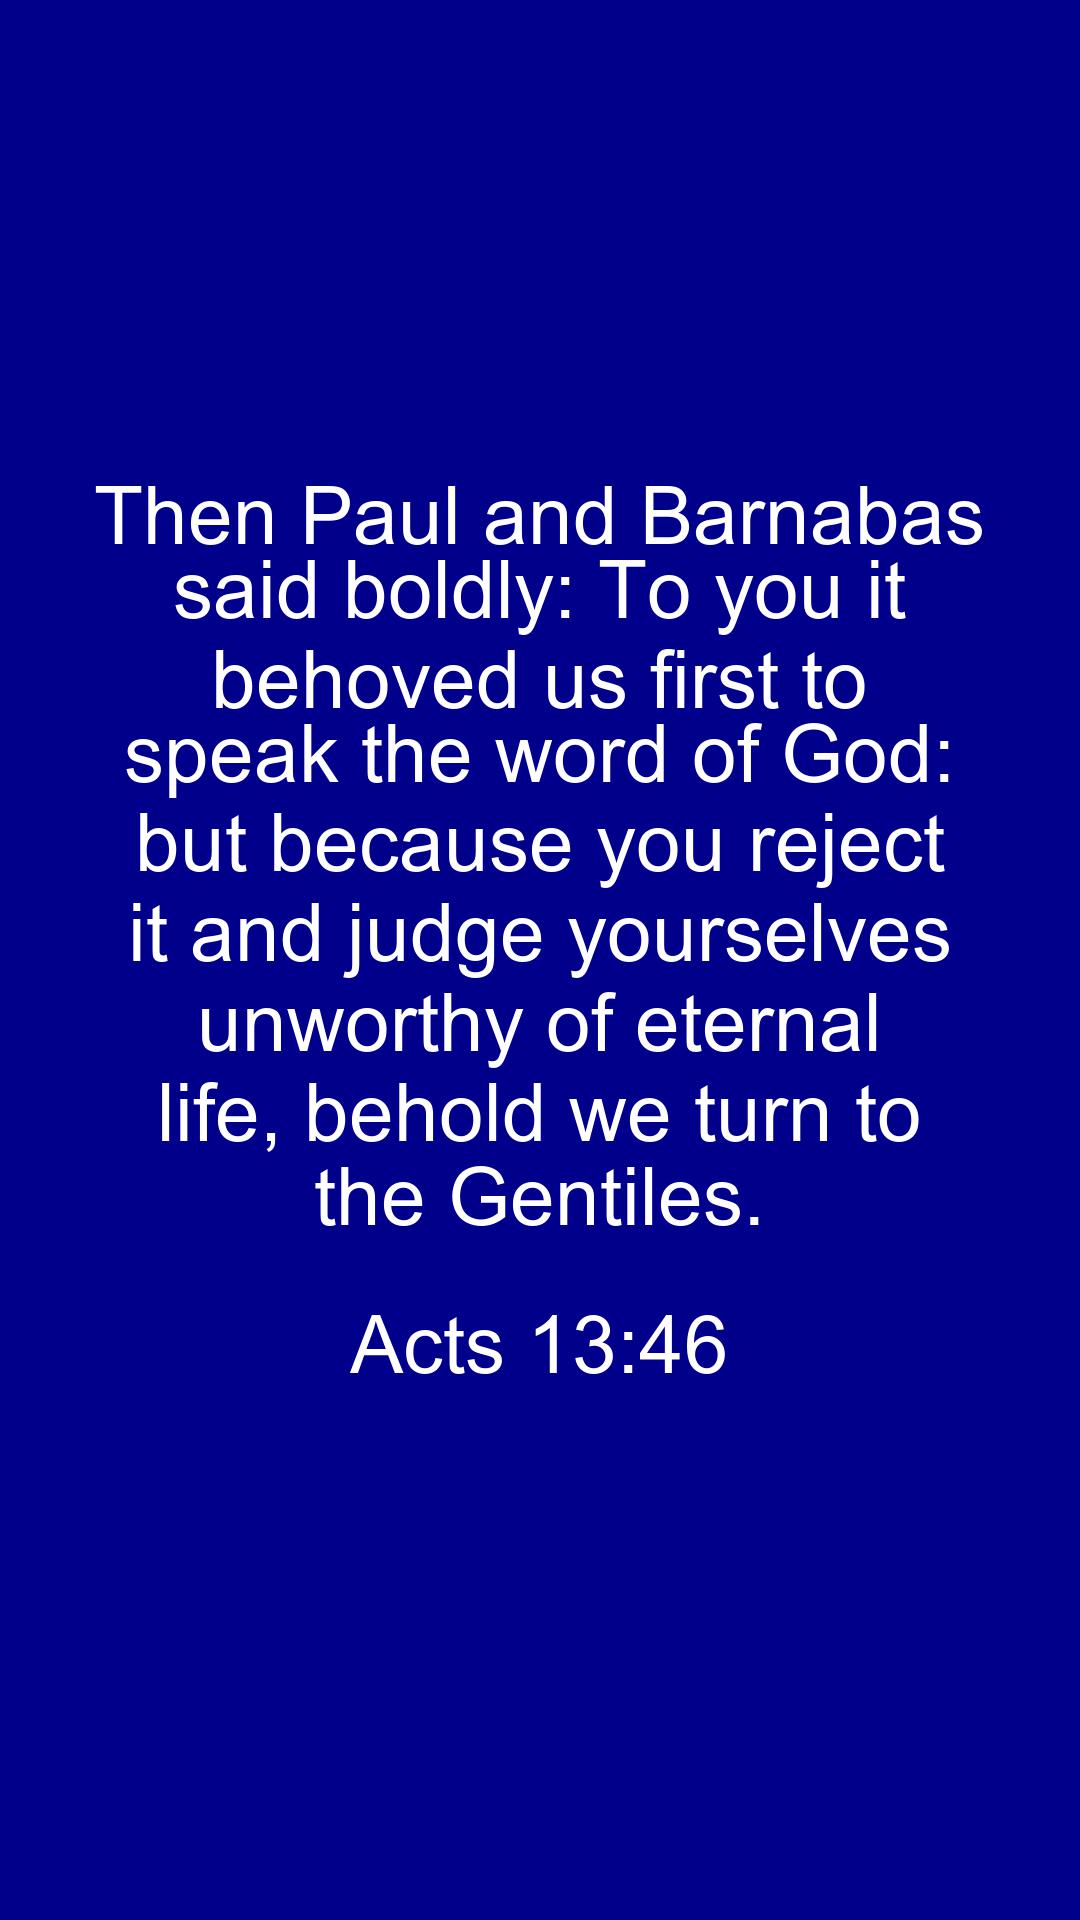 Then Paul and Barnabas
said boldly: To you it
behoved us first to
speak the word of God:
but because you reject
it and judge yourselves
unworthy of eternal
life, behold we turn to
the Gentiles.
Acts 13:46